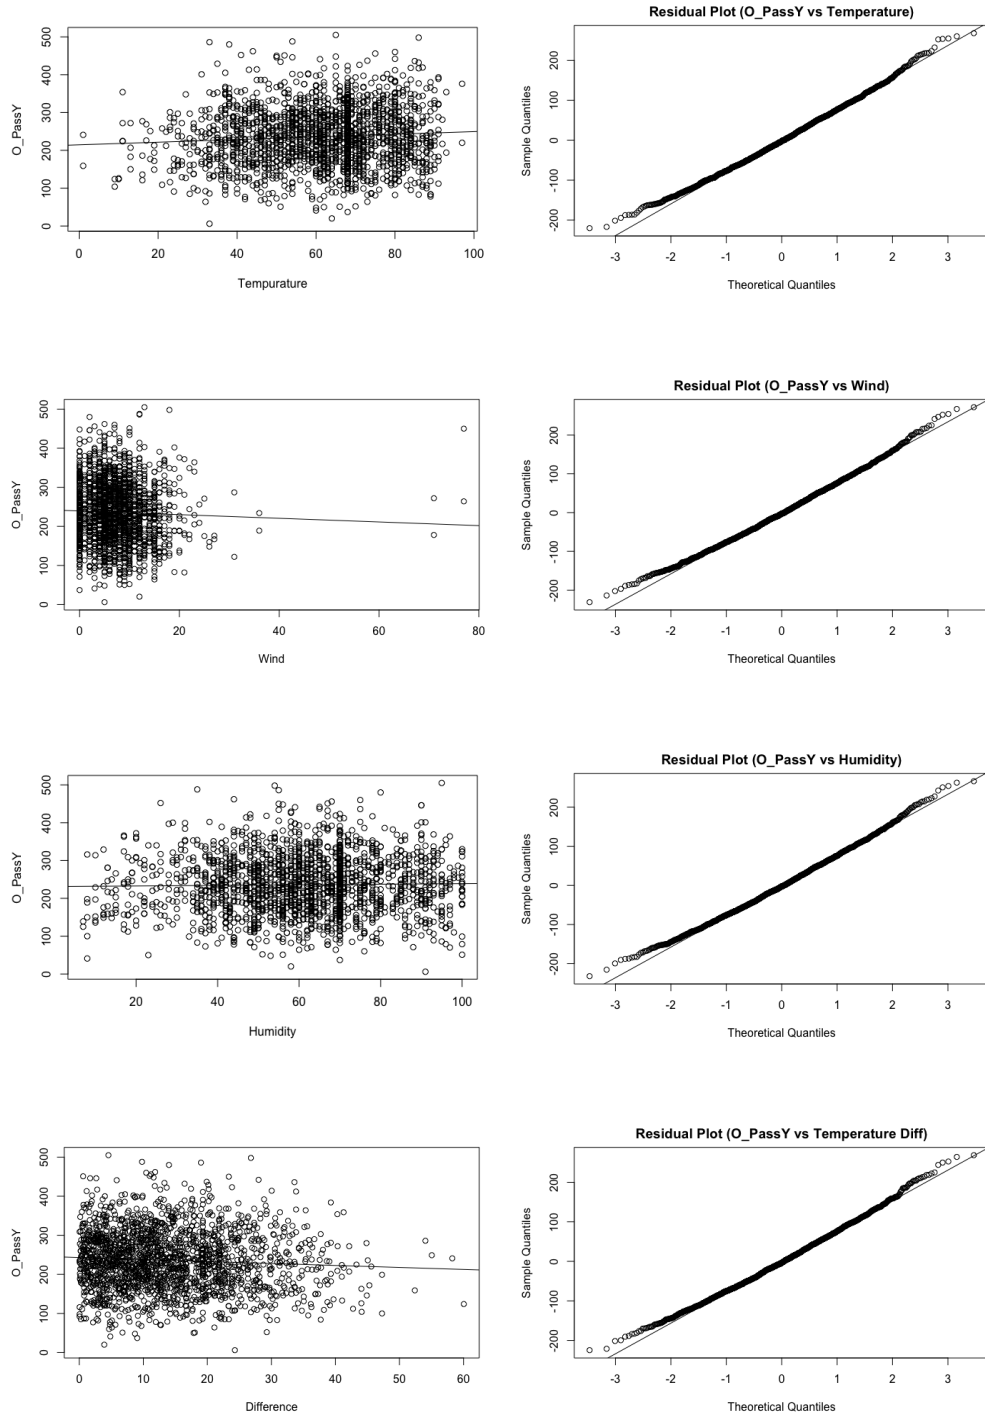 Residual Plot (O_PassY vs Temperature)
O_PassY
0 100 200 300 400 500
0 20 40 60 80 100
Tempurature
Sample Quantiles
-200 -100 0 100 200
-3 -2 -1 0 1 2 3
Theoretical Quantiles
Residual Plot (O_PassY vs Wind)
O_PassY
0 100 200 300 400 500
0 20 40 60 80
Wind
Sample Quantiles
-200 -100 0 100 200
-3 -2 -1 0 1 2 3
Theoretical Quantiles
Residual Plot (O_PassY vs Humidity)
O_PassY
0 100 200 300 400 500
20 40 60 80 100
Humidity
Sample Quantiles
-200 -100 0 100 200
-3 -2 -1 0 1 2 3
Theoretical Quantiles
Residual Plot (O_PassY vs Temperature Diff)
O_PassY
0 100 200 300 400 500
0 10 20 30 40 50 60
Difference
Sample Quantiles
-200 -100 0 100 200
-3 -2 -1 0 1 2 3
Theoretical Quantiles